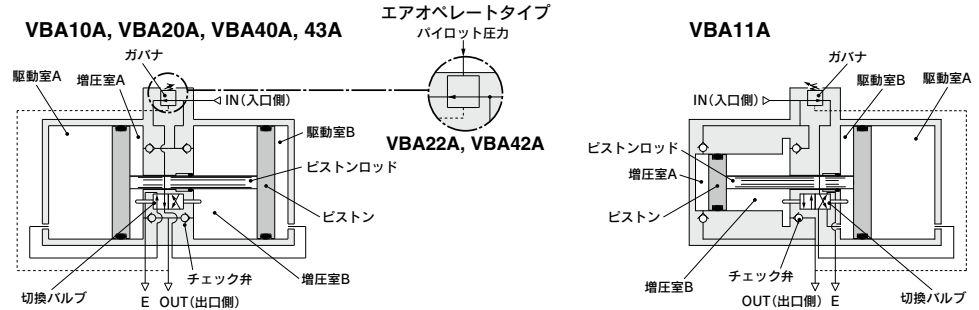 エアオペレートタイプ
パイロット圧力
VBA10A, VBA20A, VBA40A, 43A
ガバナ
駆動室A
増圧室A
IN（入口側）
駆動室B
VBA22A, VBA42A
ピストンロッド
ピストン
増圧室B
チェック弁
切換バルブ
E
OUT（出口側）
VBA11A
ガバナ
駆動室B
駆動室A
IN（入口側）
ピストンロッド
増圧室A
ピストン
増圧室B
チェック弁
OUT（出口側）
E
切換バルブ